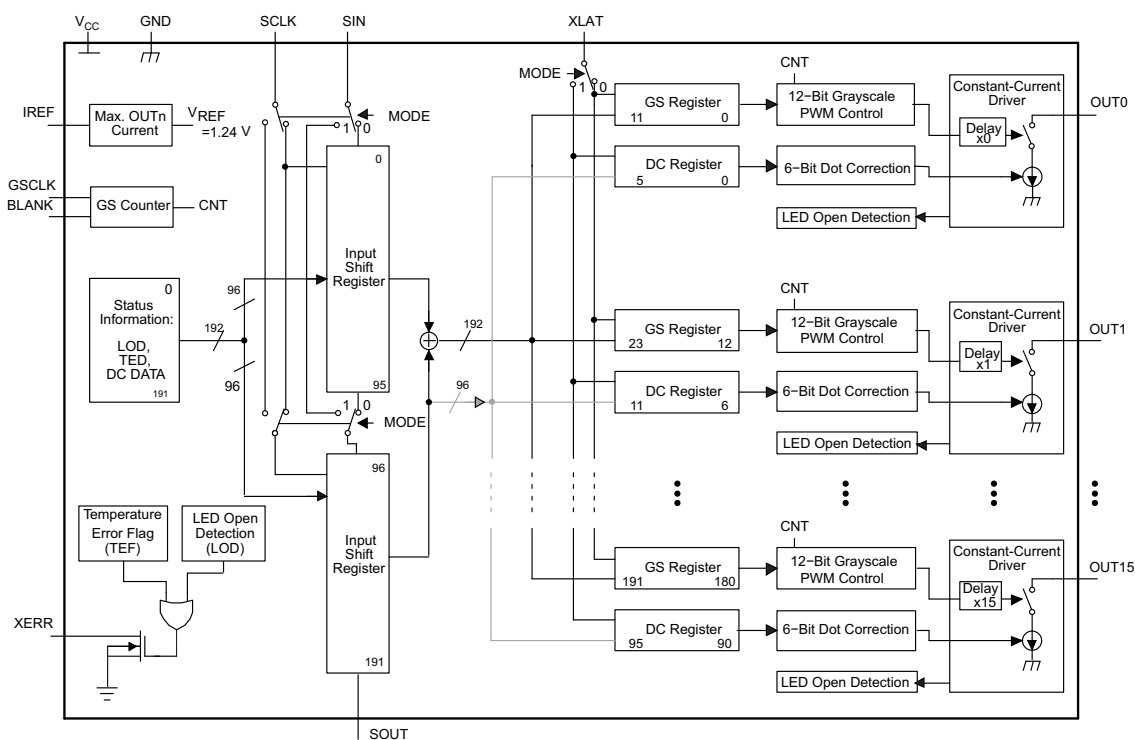 VCC
GND
SCLK
SIN
XLAT
MODE
1 0
CNT
Constant-Current
Driver
OUT0
IREF
Max. OUTn
Current
VREF
=1.24 V
1 0
MODE
GS Register
11 0
12-Bit Grayscale
PWM Control
Delay
x0
0
DC Register
5 0
6-Bit Dot Correction
GSCLK
BLANK
GS Counter
CNT
LED Open Detection
Input
Shift
Register
0
Status
Information:
LOD,
TED,
DC DATA
191
192
96
96
192
96
95
CNT
Constant-Current
Driver
OUT1
GS Register
23 12
12-Bit Grayscale
PWM Control
Delay
x1
DC Register
11 6
6-Bit Dot Correction
LED Open Detection
1 0
MODE
96
Input
Shift
Register
191
Temperature
Error Flag
(TEF)
LED Open
Detection
(LOD)
XERR
CNT
Constant-Current
Driver
OUT15
GS Register
191 180
12-Bit Grayscale
PWM Control
Delay
x15
DC Register
95 90
6-Bit Dot Correction
LED Open Detection
SOUT